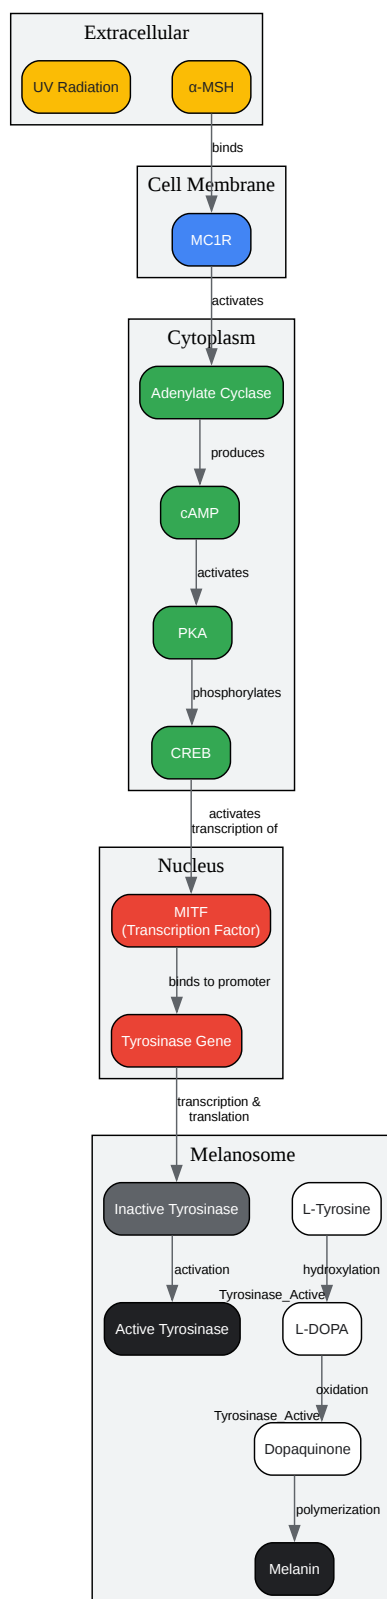 Extracellular
UV Radiation
α-MSH
binds
Cell Membrane
MC1R
activates
Cytoplasm
Adenylate Cyclase
produces
cAMP
activates
PKA
phosphorylates
CREB
activates
transcription of
Nucleus
MITF
(Transcription Factor)
binds to promoter
Tyrosinase Gene
transcription &
translation
Melanosome
Inactive Tyrosinase
L-Tyrosine
activation
hydroxylation
Tyrosinase_Active
Active Tyrosinase
L-DOPA
oxidation
Tyrosinase_Active
Dopaquinone
polymerization
Melanin